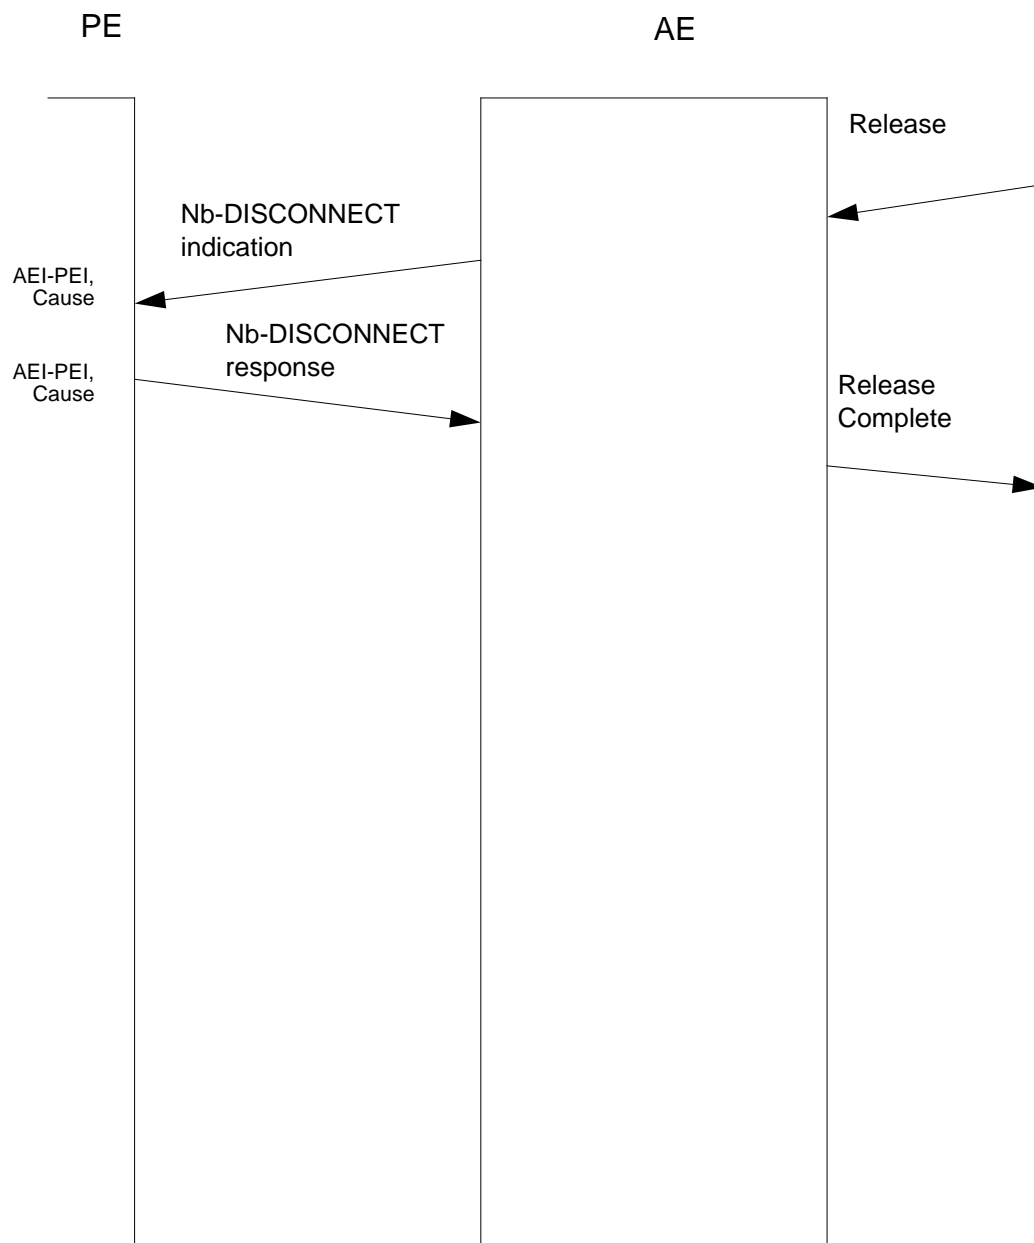 PE
AE
Release
Nb-DISCONNECT
indication
AEI-PEI,
Cause
Nb-DISCONNECT
response
AEI-PEI,
Cause
Release
Complete